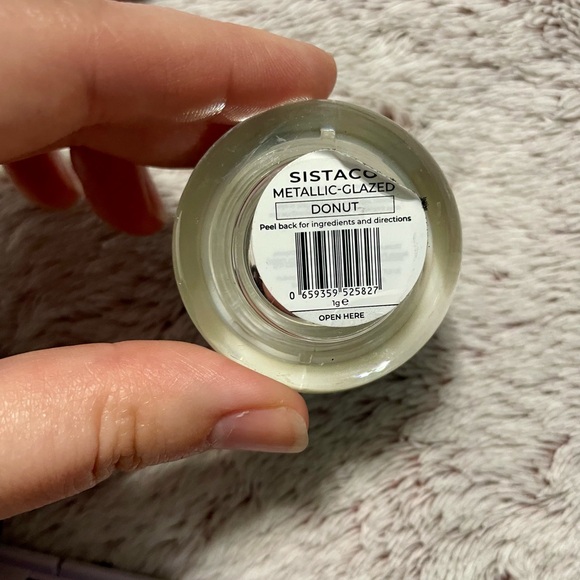 SISTACO
METALLIC-GLAZED
DONUT
Peel back for ingredients and directions
0 659359 525827
1g ℮
OPEN HERE